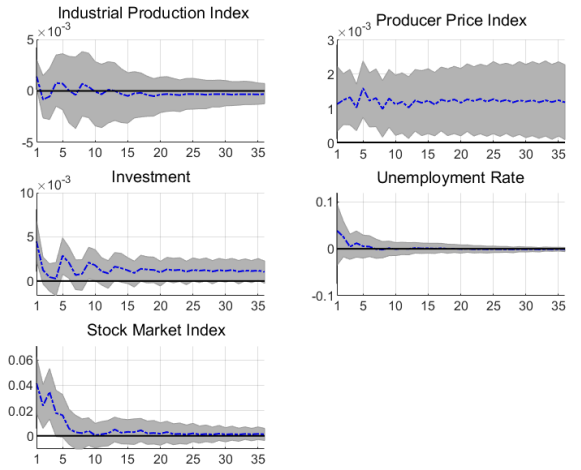 Industrial Production Index
×10^-3
5
0
-5
1 5 10 15 20 25 30 35
Producer Price Index
×10^-3
3
2
1
0
1 5 10 15 20 25 30 35
Investment
×10^-3
10
5
0
1 5 10 15 20 25 30 35
Unemployment Rate
0.1
0
-0.1
1 5 10 15 20 25 30 35
Stock Market Index
0.06
0.04
0.02
0
1 5 10 15 20 25 30 35